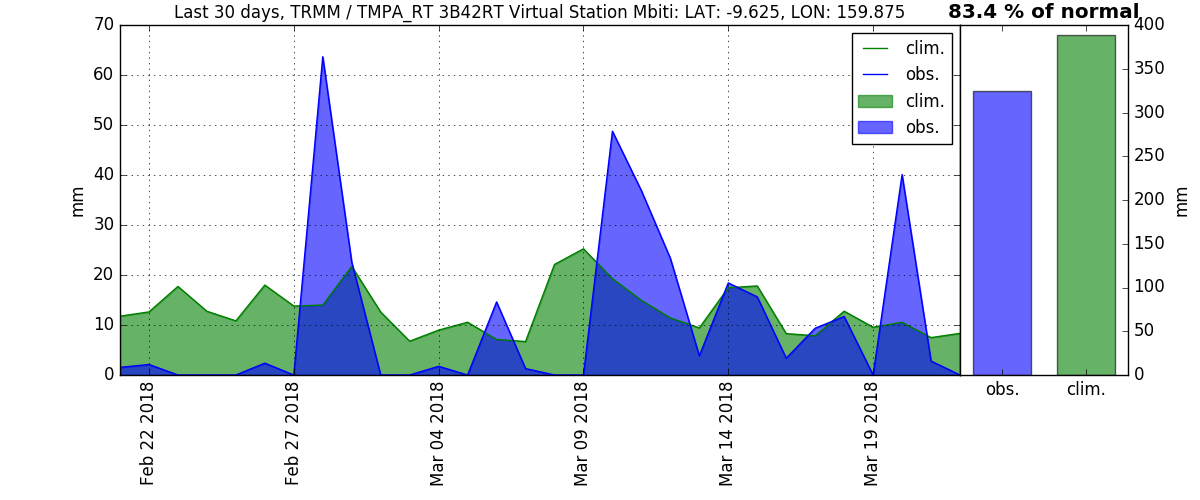 Last 30 days, TRMM / TMPA_RT 3B42RT Virtual Station Mbiti: LAT: -9.625, LON: 159.875
83.4 % of normal
70
60
50
40
30
20
10
0
mm
clim.
obs.
clim.
obs.
Feb 22 2018
Feb 27 2018
Mar 04 2018
Mar 09 2018
Mar 14 2018
Mar 19 2018
400
350
300
250
200
150
100
50
0
mm
obs.
clim.